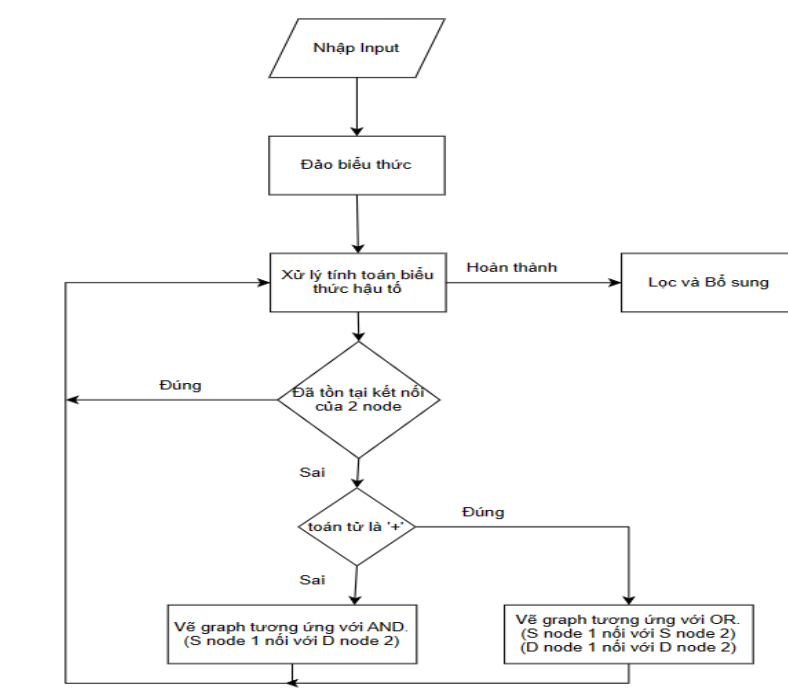 Nhập Input
Đảo biểu thức
Xử lý tính toán biểu
thức hậu tố
Hoàn thành
Lọc và Bổ sung
Đã tồn tại kết nối
của 2 node
Đúng
Sai
toán tử là '+'
Đúng
Sai
Vẽ graph tương ứng với AND.
(S node 1 nối với D node 2)
Vẽ graph tương ứng với OR.
(S node 1 nối với S node 2)
(D node 1 nối với D node 2)